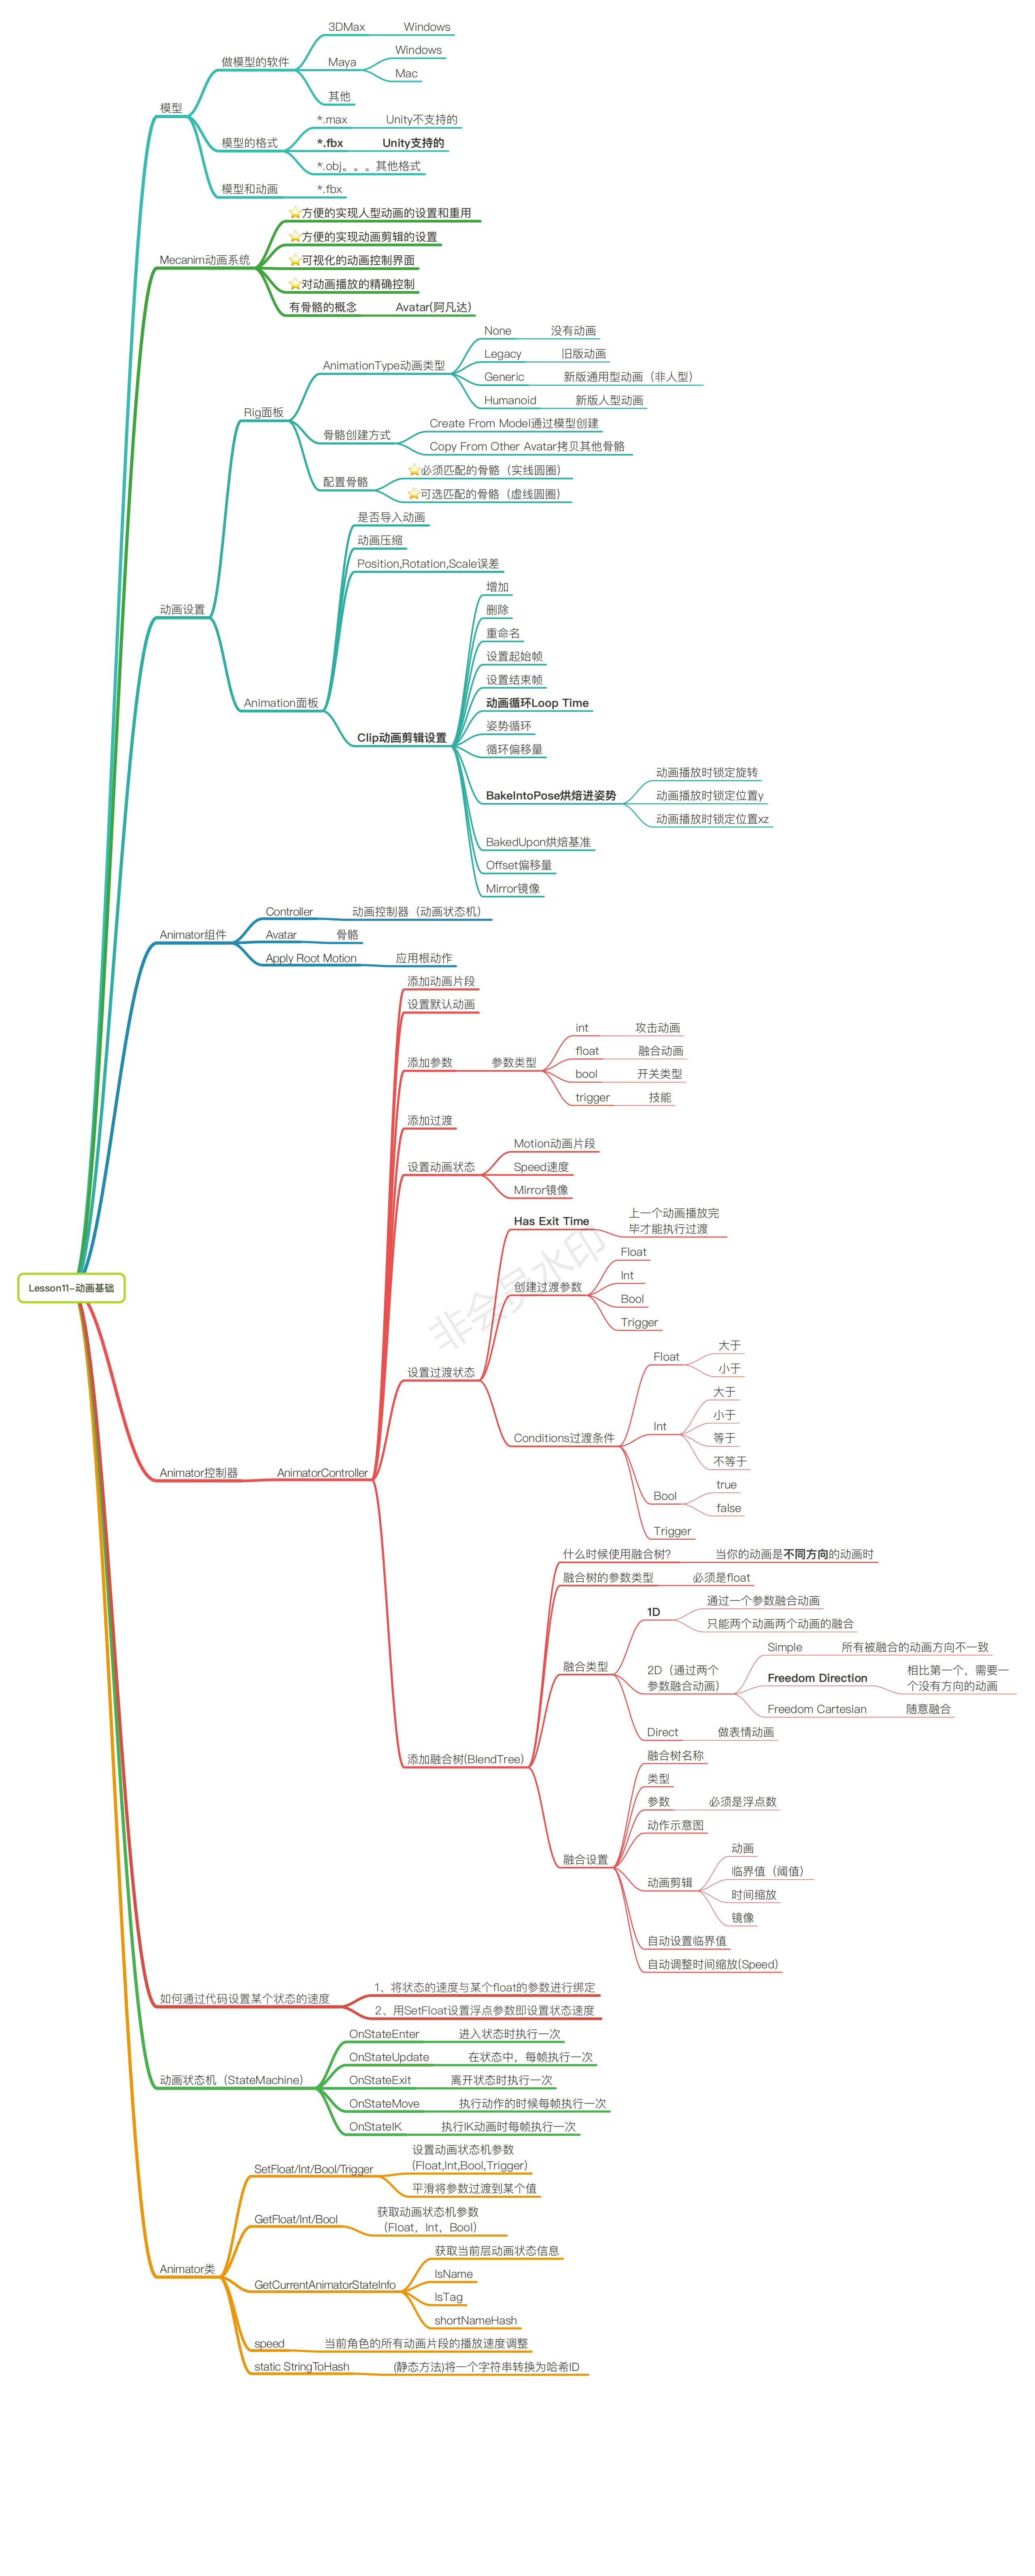 3DMax
Windows
做模型的软件
Maya
Windows
Mac
其他
模型
*.max
Unity不支持的
模型的格式
*.fbx
Unity支持的
*.obj。。。其他格式
模型和动画
*.fbx
方便的实现人型动画的设置和重用
方便的实现动画剪辑的设置
Mecanim动画系统
可视化的动画控制界面
对动画播放的精确控制
有骨骼的概念
Avatar(阿凡达)
None
没有动画
AnimationType动画类型
Legacy
旧版动画
Generic
新版通用型动画（非人型）
Humanoid
新版人型动画
Rig面板
骨骼创建方式
Create From Model通过模型创建
Copy From Other Avatar拷贝其他骨骼
配置骨骼
必须匹配的骨骼（实线圆圈）
可选匹配的骨骼（虚线圆圈）
动画设置
是否导入动画
动画压缩
Position,Rotation,Scale误差
Animation面板
Clip动画剪辑设置
增加
删除
重命名
设置起始帧
设置结束帧
动画循环Loop Time
姿势循环
循环偏移量
BakeIntoPose烘焙进姿势
动画播放时锁定旋转
动画播放时锁定位置y
动画播放时锁定位置xz
BakedUpon烘焙基准
Offset偏移量
Mirror镜像
Animator组件
Controller
动画控制器（动画状态机）
Avatar
骨骼
Apply Root Motion
应用根动作
Lesson11-动画基础
Animator控制器
AnimatorController
添加动画片段
设置默认动画
添加参数
参数类型
int
攻击动画
float
融合动画
bool
开关类型
trigger
技能
添加过渡
设置动画状态
Motion动画片段
Speed速度
Mirror镜像
设置过渡状态
Has Exit Time
上一个动画播放完
毕才能执行过渡
创建过渡参数
Float
Int
Bool
Trigger
非会员水印
Conditions过渡条件
Float
大于
小于
Int
大于
小于
等于
不等于
Bool
true
false
Trigger
添加融合树(BlendTree)
什么时候使用融合树?
当你的动画是不同方向的动画时
融合树的参数类型
必须是float
融合类型
1D
通过一个参数融合动画
只能两个动画两个动画的融合
2D（通过两个
参数融合动画）
Simple
所有被融合的动画方向不一致
Freedom Direction
相比第一个，需要一
个没有方向的动画
Freedom Cartesian
随意融合
Direct
做表情动画
融合设置
融合树名称
类型
参数
必须是浮点数
动作示意图
动画剪辑
动画
临界值（阈值）
时间缩放
镜像
自动设置临界值
自动调整时间缩放(Speed)
如何通过代码设置某个状态的速度
1、将状态的速度与某个float的参数进行绑定
2、用SetFloat设置浮点参数即设置状态速度
动画状态机（StateMachine）
OnStateEnter
进入状态时执行一次
OnStateUpdate
在状态中，每帧执行一次
OnStateExit
离开状态时执行一次
OnStateMove
执行动作的时候每帧执行一次
OnStateIK
执行IK动画时每帧执行一次
Animator类
SetFloat/Int/Bool/Trigger
设置动画状态机参数
(Float,Int,Bool,Trigger)
平滑将参数过渡到某个值
GetFloat/Int/Bool
获取动画状态机参数
（Float，Int，Bool）
GetCurrentAnimatorStateInfo
获取当前层动画状态信息
IsName
IsTag
shortNameHash
speed
当前角色的所有动画片段的播放速度调整
static StringToHash
(静态方法)将一个字符串转换为哈希ID